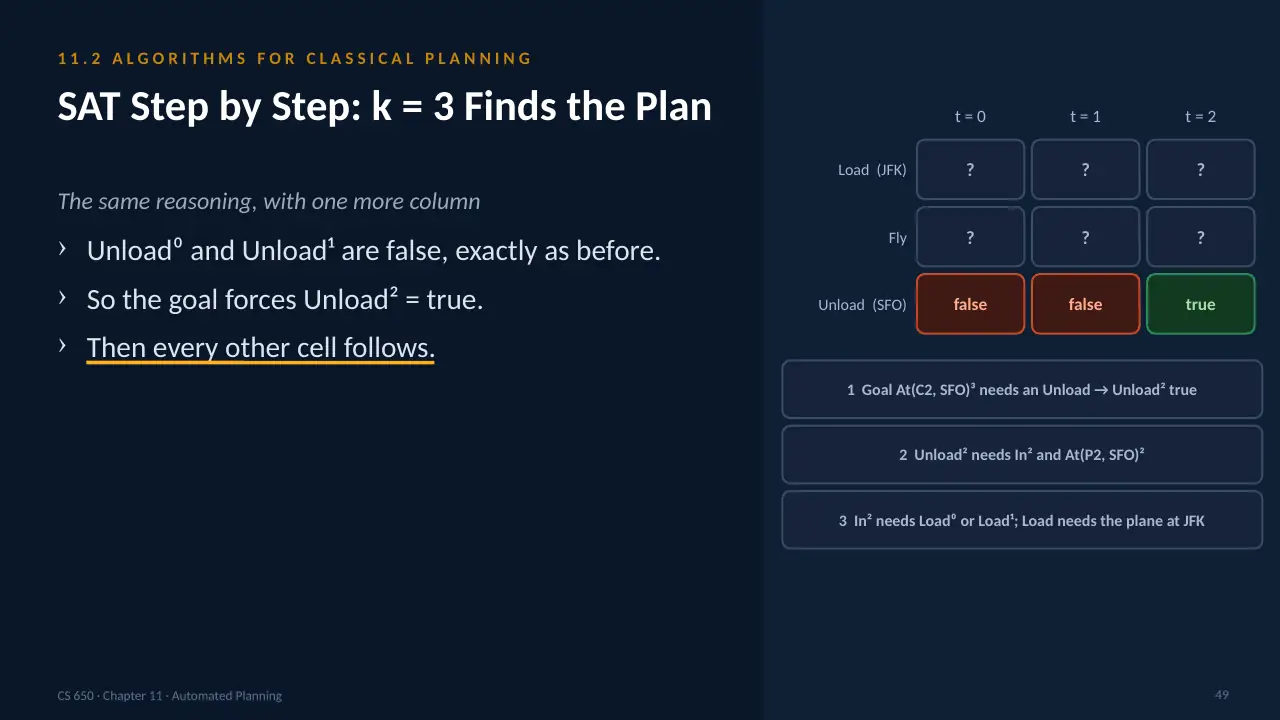 11.2 ALGORITHMS FOR CLASSICAL PLANNING
SAT Step by Step: k = 3 Finds the Plan
The same reasoning, with one more column
› Unload⁰ and Unload¹ are false, exactly as before.
› So the goal forces Unload² = true.
› Then every other cell follows.
t = 0 t = 1 t = 2
Load (JFK) ? ? ?
Fly ? ? ?
Unload (SFO) false false true
1 Goal At(C2, SFO)³ needs an Unload → Unload² true
2 Unload² needs In² and At(P2, SFO)²
3 In² needs Load⁰ or Load¹; Load needs the plane at JFK
CS 650 · Chapter 11 · Automated Planning
49